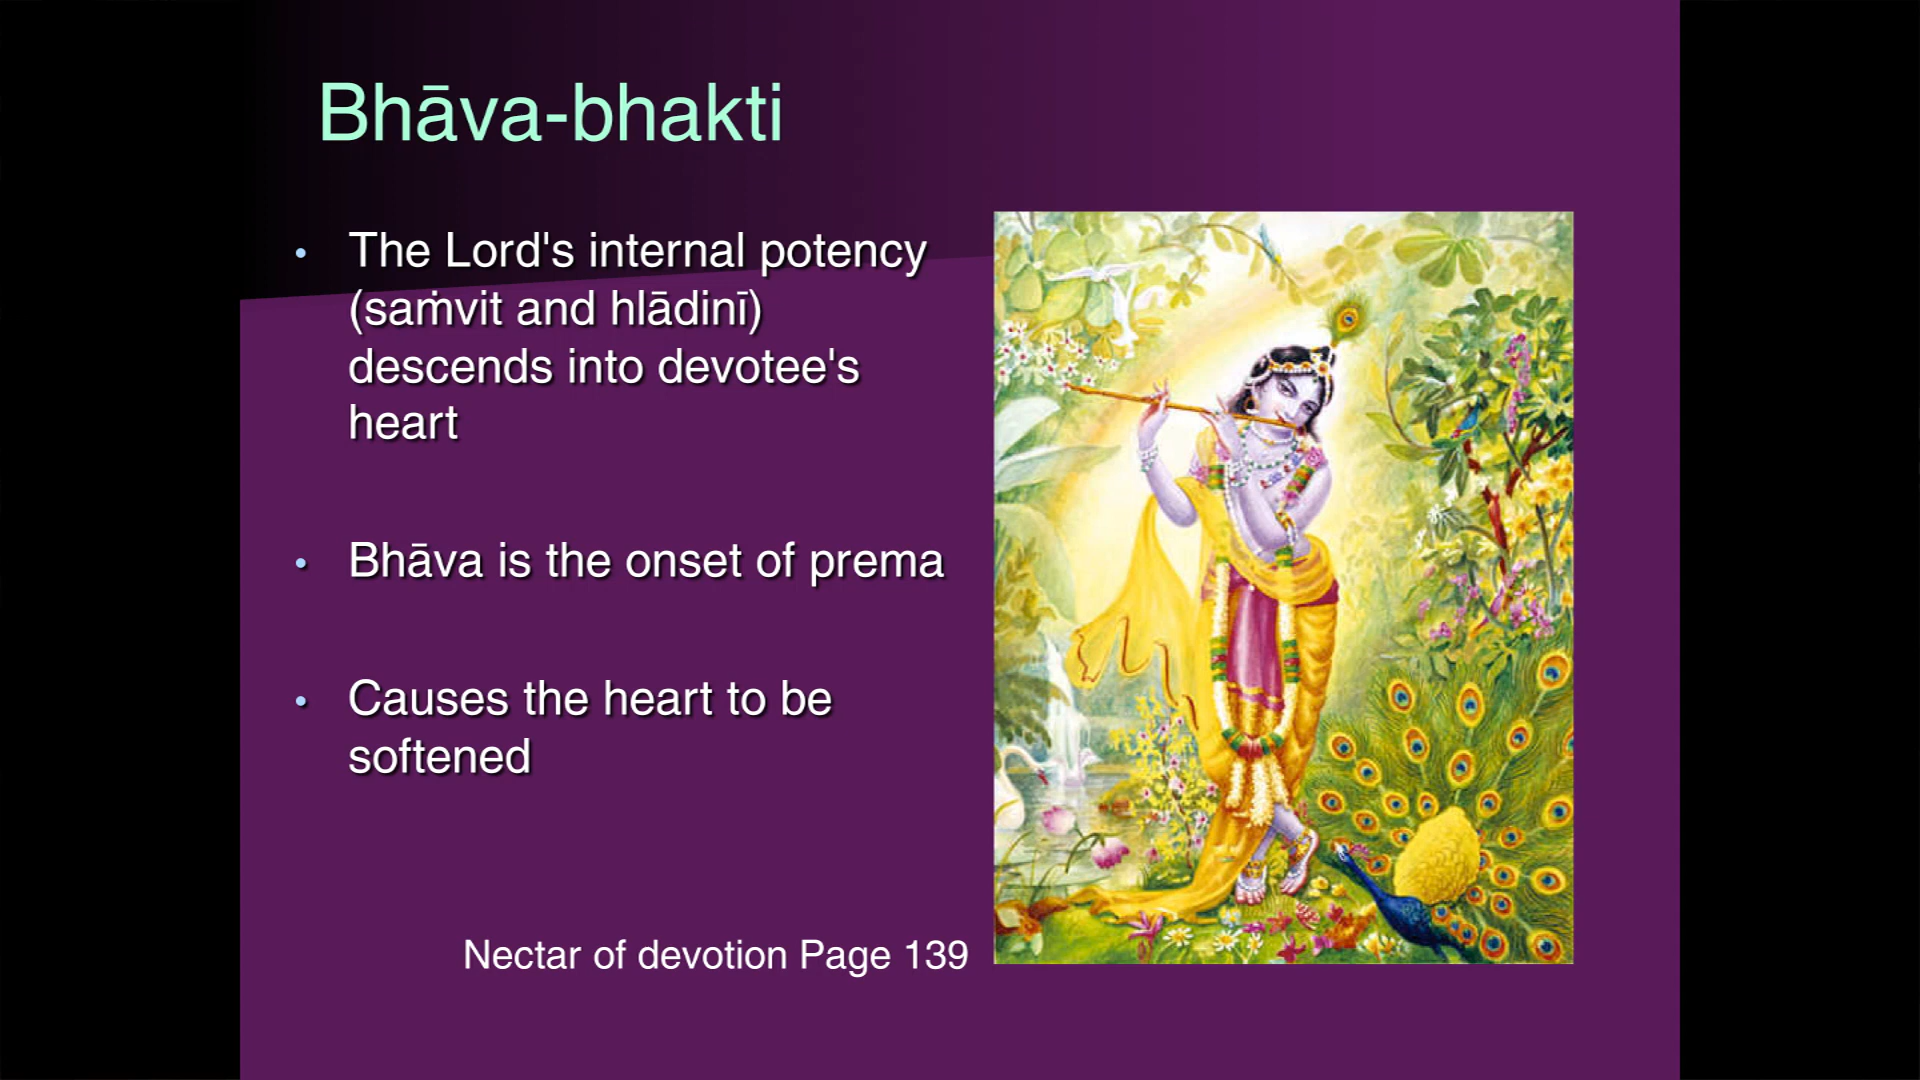 Bhāva-bhakti
• The Lord's internal potency
(saṁvit and hlādinī)
descends into devotee's
heart
• Bhāva is the onset of prema
• Causes the heart to be
softened
Nectar of devotion Page 139